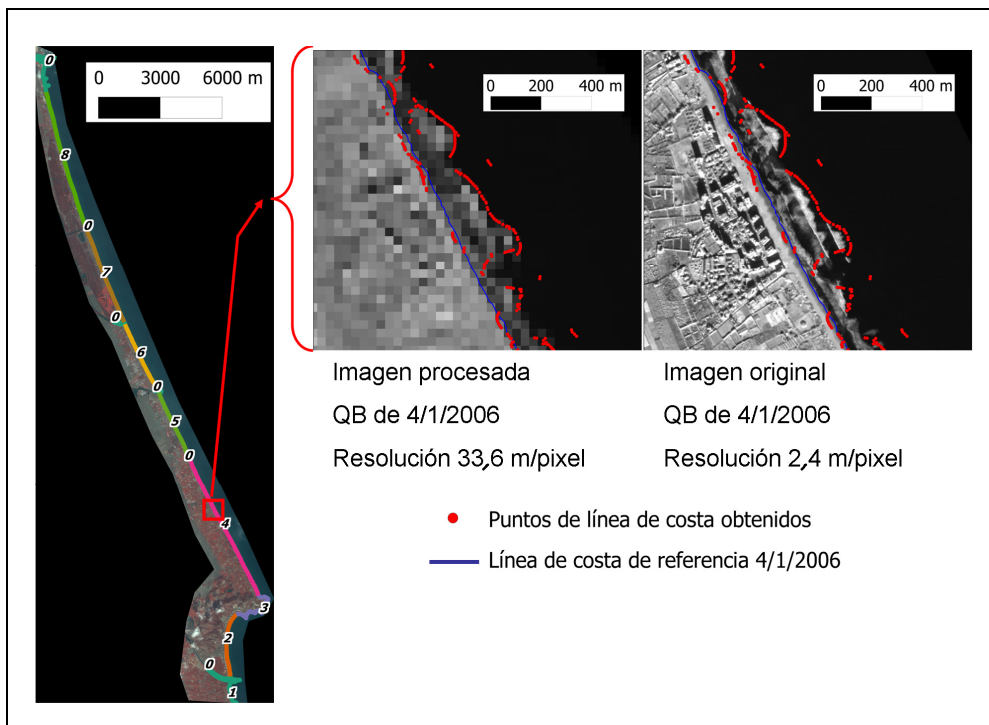 0 3000 6000 m
0 200 400 m
0 200 400 m
0
8
0
7
0
6
0
5
0
4
3
2
0
1
Imagen procesada
QB de 4/1/2006
Resolución 33,6 m/pixel
Imagen original
QB de 4/1/2006
Resolución 2,4 m/pixel
Puntos de línea de costa obtenidos
Línea de costa de referencia 4/1/2006